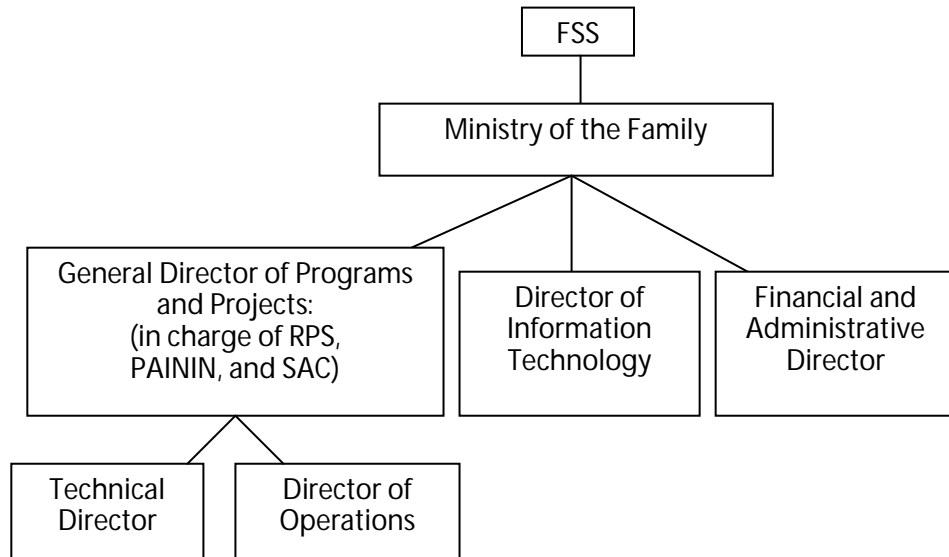 FSS
Ministry of the Family
General Director of Programs
and Projects:
(in charge of RPS,
PAININ, and SAC)
Director of
Information
Technology
Financial and
Administrative
Director
Technical
Director
Director of
Operations